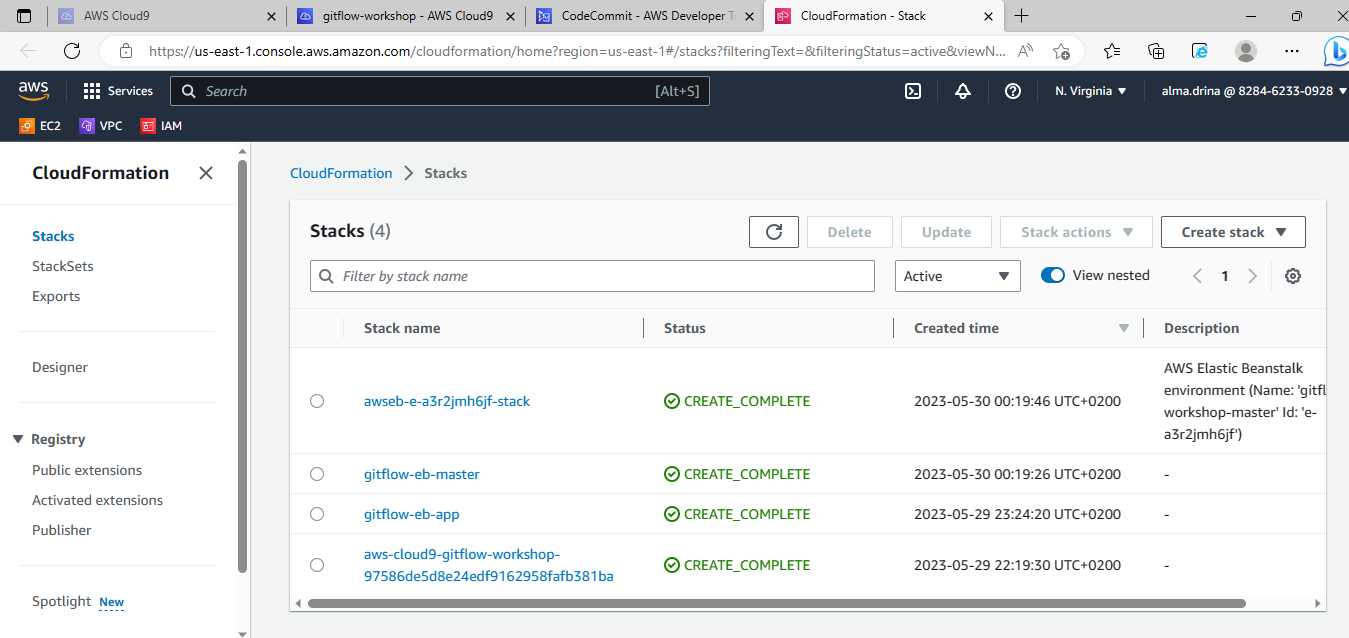 AWS Cloud9
gitflow-workshop - AWS Cloud9
CodeCommit - AWS Developer T
CloudFormation - Stack
https://us-east-1.console.aws.amazon.com/cloudformation/home?region=us-east-1#/stacks?filteringText=&filteringStatus=active&viewN...
aws
Services
Search
[Alt+S]
N. Virginia
alma.drina @ 8284-6233-0928
EC2
VPC
IAM
CloudFormation
Stacks
StackSets
Exports
Designer
Registry
Public extensions
Activated extensions
Publisher
Spotlight New
CloudFormation > Stacks
Stacks (4)
Delete
Update
Stack actions
Create stack
Filter by stack name
Active
View nested
1
Stack name
Status
Created time
Description
awseb-e-a3r2jmh6jf-stack
CREATE_COMPLETE
2023-05-30 00:19:46 UTC+0200
AWS Elastic Beanstalk
environment (Name: 'gitfl
workshop-master' Id: 'e-
a3r2jmh6jf')
gitflow-eb-master
CREATE_COMPLETE
2023-05-30 00:19:26 UTC+0200
-
gitflow-eb-app
CREATE_COMPLETE
2023-05-29 23:24:20 UTC+0200
-
aws-cloud9-gitflow-workshop-
97586de5d8e24edf9162958fafb381ba
CREATE_COMPLETE
2023-05-29 22:19:30 UTC+0200
-